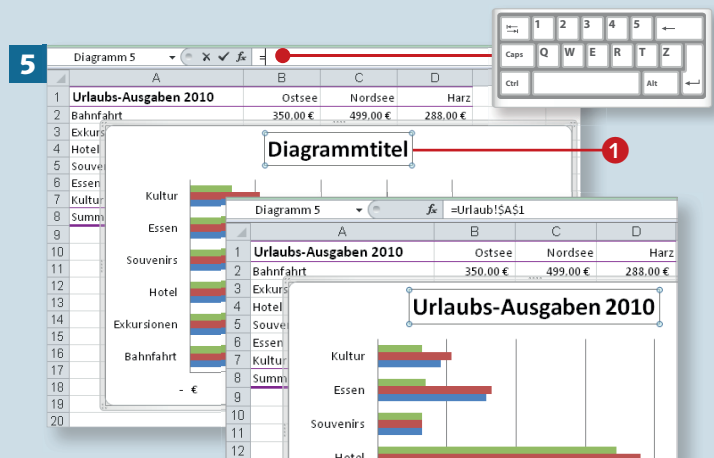 5
Diagramm 5 fx =
1 2 3 4 5
Caps Q W E R T Z
Ctrl Alt
A B C D
1 Urlaubs-Ausgaben 2010 Ostsee Nordsee Harz
2 Bahnfahrt 350,00 € 499,00 € 288,00 €
3 Exkurs
4 Hotel
5 Souve
6 Essen
7 Kultur
8 Summ
9
10
11
12
13
14
15
16
17
18
19
20
Diagrammtitel
1
Kultur
Essen
Souvenirs
Hotel
Exkursionen
Bahnfahrt
- €
Diagramm 5 fx =Urlaub!$A$1
A B C D
1 Urlaubs-Ausgaben 2010 Ostsee Nordsee Harz
2 Bahnfahrt 350,00 € 499,00 € 288,00 €
3 Exkurs
4 Hotel
5 Souve
6 Essen
7 Kultur
8 Summ
9
10
11
12
Urlaubs-Ausgaben 2010
Kultur
Essen
Souvenirs
Hotel